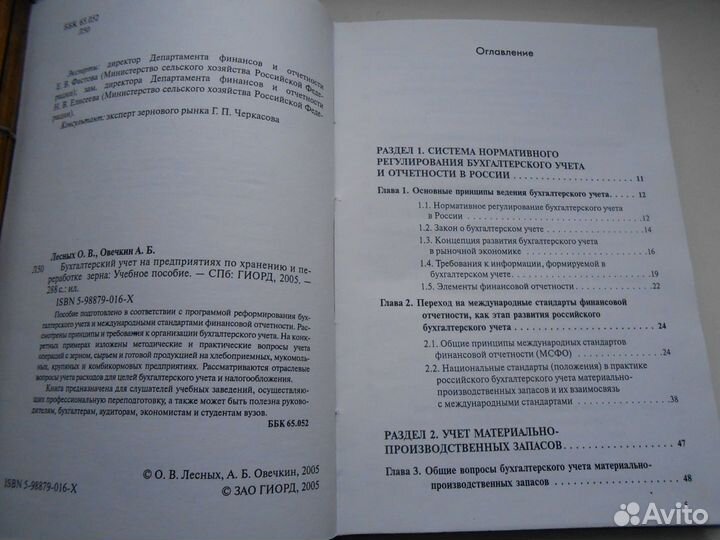 ББК 65.052
Л50
Эксперты: директор Департамента финансов и отчетности
Е. В. Фастова (Министерство сельского хозяйства Российской Феде-
рации); зам. директора Департамента финансов и отчетности
Н. В. Елисеева (Министерство сельского хозяйства Российской Феде-
рации).
Консультант: эксперт зернового рынка Г. П. Черкасова
Лесных О. В., Овечкин А. Б.
Л50 Бухгалтерский учет на предприятиях по хранению и пе-
реработке зерна: Учебное пособие. — СПб: ГИОРД, 2005. —
288 с.: ил.
ISBN 5-98879-016-X
Пособие подготовлено в соответствии с программой реформирования бух-
галтерского учета и международными стандартами финансовой отчетности. Рас-
смотрены принципы и требования к организации бухгалтерского учета. На кон-
кретных примерах изложены методические и практические вопросы учета
операций с зерном, сырьем и готовой продукцией на хлебоприемных, мукомоль-
ных, крупяных и комбикормовых предприятиях. Рассматриваются отраслевые
вопросы учета расходов для целей бухгалтерского учета и налогообложения.
Книга предназначена для слушателей учебных заведений, осуществляю-
щих профессиональную переподготовку, а также может быть полезна руково-
дителям, бухгалтерам, аудиторам, экономистам и студентам вузов.
ББК 65.052
© О. В. Лесных, А. Б. Овечкин, 2005
ISBN 5-98879-016-X © ЗАО ГИОРД, 2005
Оглавление
РАЗДЕЛ 1. СИСТЕМА НОРМАТИВНОГО
РЕГУЛИРОВАНИЯ БУХГАЛТЕРСКОГО УЧЕТА
И ОТЧЕТНОСТИ В РОССИИ 11
Глава 1. Основные принципы ведения бухгалтерского учета 12
1.1. Нормативное регулирование бухгалтерского учета
в России 12
1.2. Закон о бухгалтерском учете 14
1.3. Концепция развития бухгалтерского учета
в рыночной экономике 16
1.4. Требования к информации, формируемой в
бухгалтерском учете 19
1.5. Элементы финансовой отчетности 22
Глава 2. Переход на международные стандарты финансовой
отчетности, как этап развития российского
бухгалтерского учета 24
2.1. Общие принципы международных стандартов
финансовой отчетности (МСФО) 24
2.2. Национальные стандарты (положения) в практике
российского бухгалтерского учета материально-
производственных запасов и их взаимосвязь
с международными стандартами 38
РАЗДЕЛ 2. УЧЕТ МАТЕРИАЛЬНО-
ПРОИЗВОДСТВЕННЫХ ЗАПАСОВ 47
Глава 3. Общие вопросы бухгалтерского учета материально-
производственных запасов 48
Avito